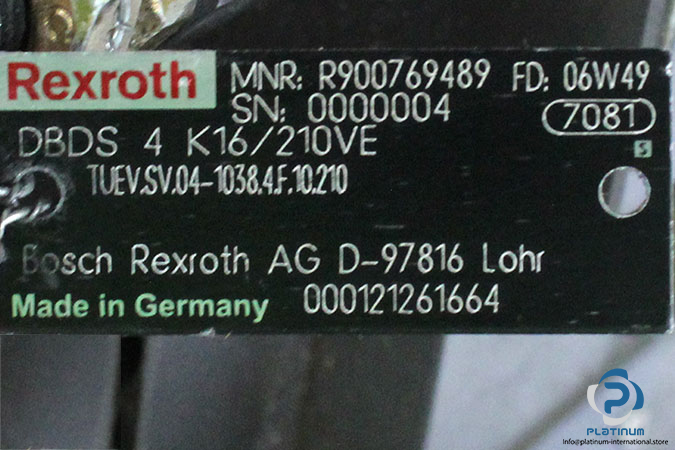 Rexroth MNR: R900769489 FD: 06W49
SN: 0000004 7081
DBDS 4 K16/210VE
S
TUEV.SV.04-1038.4.F.10.210
Bosch Rexroth AG D-97816 Lohr
Made in Germany 000121261664
PLATINUM
Info@platinum-international.store